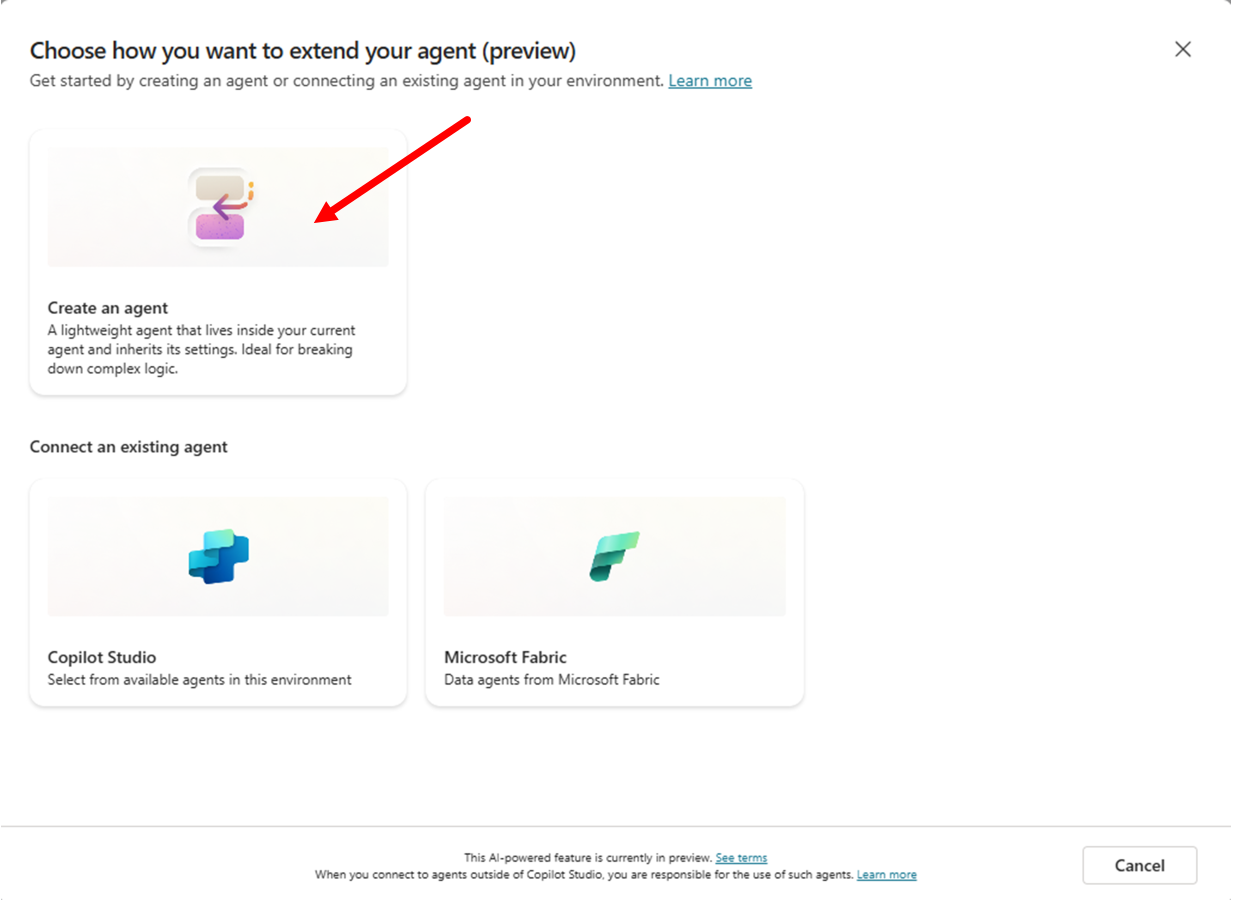 Choose how you want to extend your agent (preview)
Get started by creating an agent or connecting an existing agent in your environment. Learn more
Create an agent
A lightweight agent that lives inside your current
agent and inherits its settings. Ideal for breaking
down complex logic.
Connect an existing agent
Copilot Studio
Select from available agents in this environment
Microsoft Fabric
Data agents from Microsoft Fabric
This AI-powered feature is currently in preview. See terms
When you connect to agents outside of Copilot Studio, you are responsible for the use of such agents. Learn more
Cancel